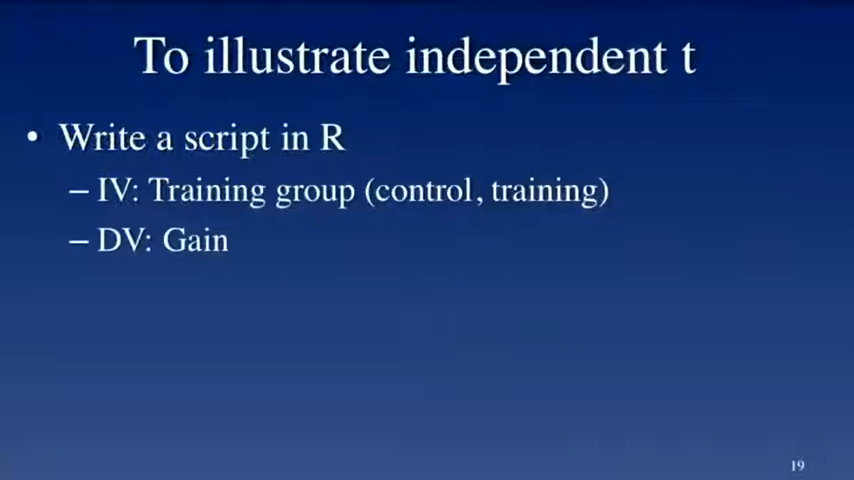 To illustrate independent t
• Write a script in R
– IV: Training group (control, training)
– DV: Gain
19